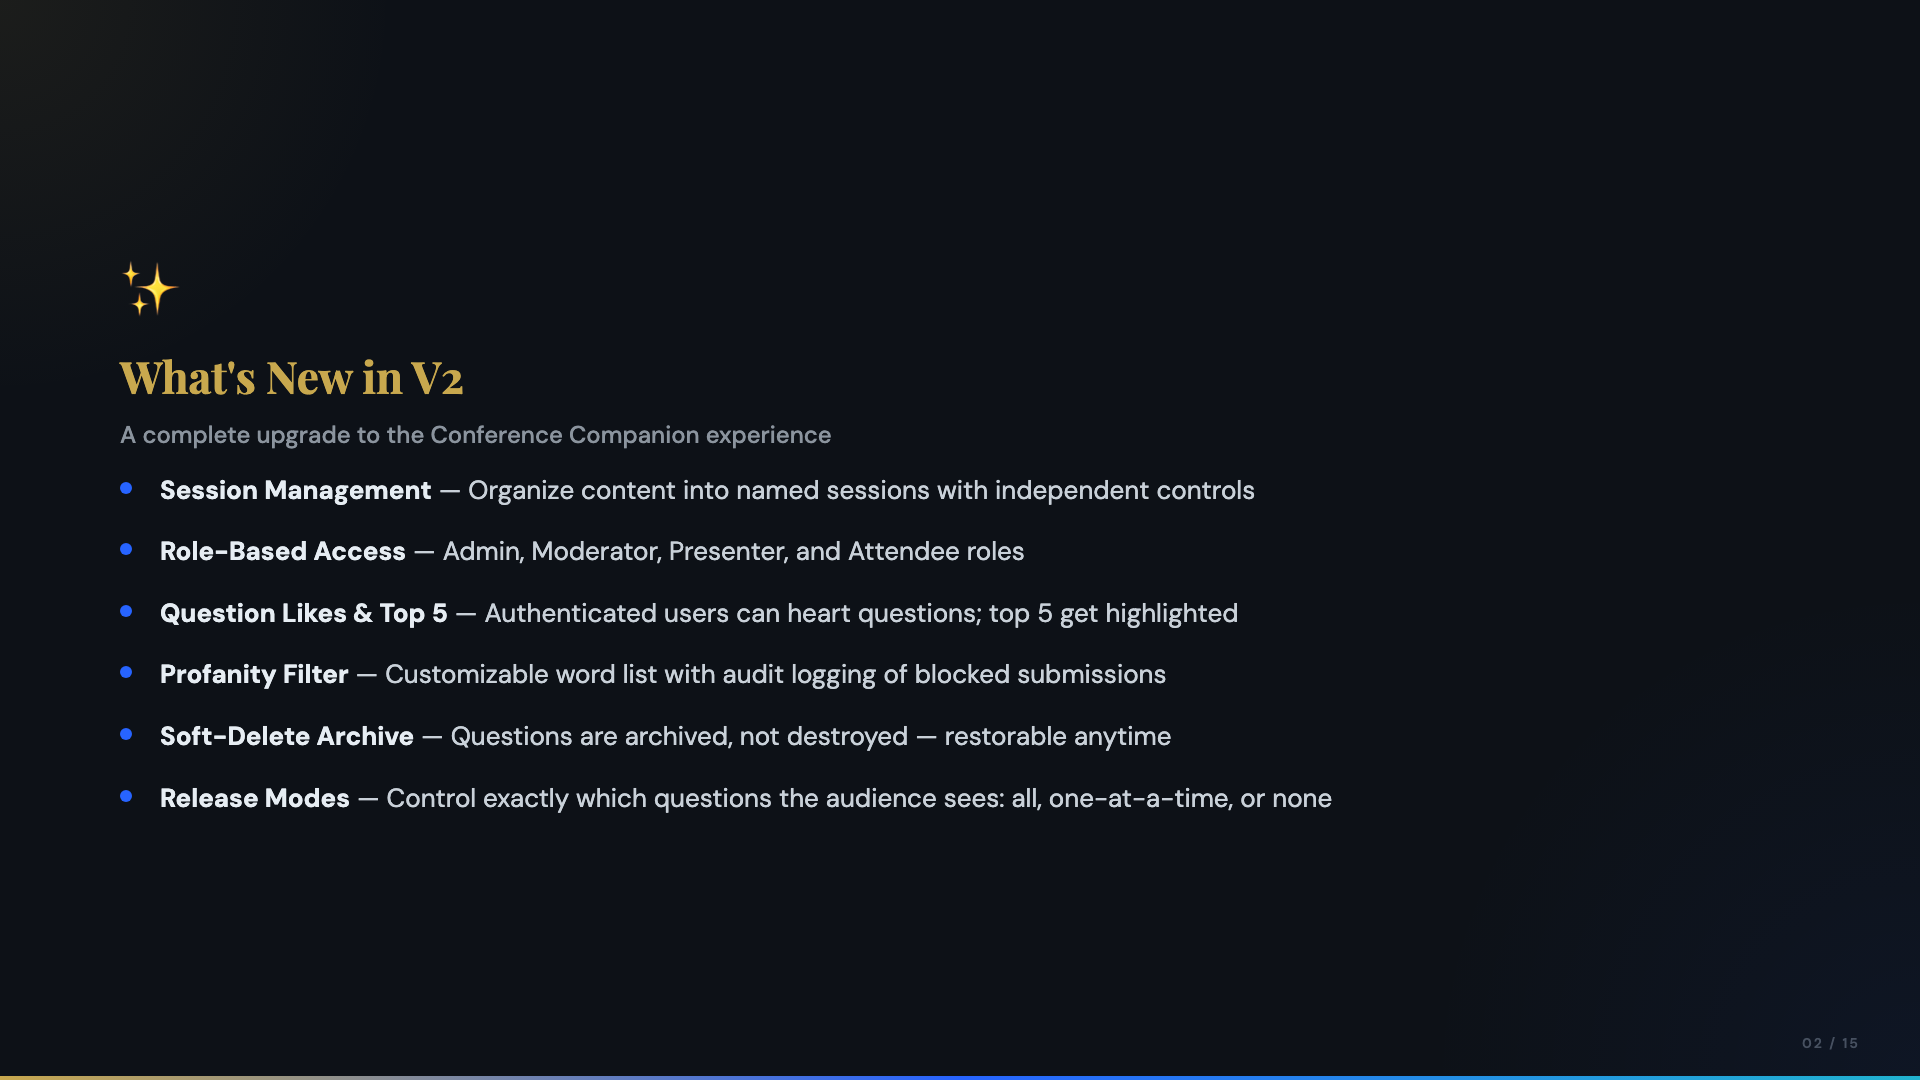 What's New in V2
A complete upgrade to the Conference Companion experience
Session Management — Organize content into named sessions with independent controls
Role-Based Access — Admin, Moderator, Presenter, and Attendee roles
Question Likes & Top 5 — Authenticated users can heart questions; top 5 get highlighted
Profanity Filter — Customizable word list with audit logging of blocked submissions
Soft-Delete Archive — Questions are archived, not destroyed — restorable anytime
Release Modes — Control exactly which questions the audience sees: all, one-at-a-time, or none
02 / 15